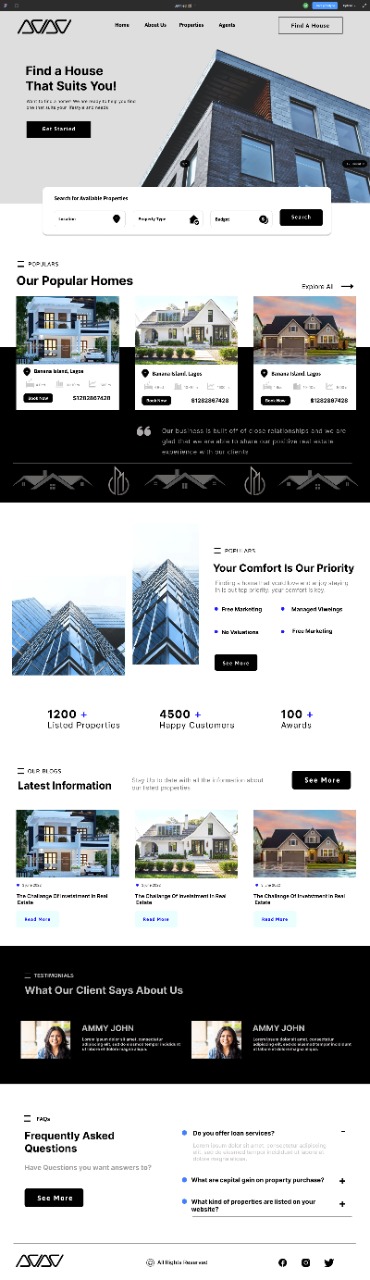 Home About Us Properties Agents
Find A House
Find a House
That Suits You!
Want to find a home? We are ready to help you find
one that suits your lifestyle and needs
Get Started
Search for Available Properties
Location
Property Type
Budget
Search
POPULARS
Our Popular Homes
Explore All
Banana Island, Lagos
Banana Island, Lagos
Banana Island, Lagos
Book Now $1282867428
Book Now $1282867428
Book Now $1282867428
Our business is built off of close relationships and we are
glad that we are able to share our positive real estate
experience with our clients
POPULARS
Your Comfort Is Our Priority
Finding a home that you'd love and enjoy staying
in is our top priority, your comfort is key.
Free Marketing
Managed Viweings
No Valuations
Free Marketing
See More
1200 +
Listed Properties
4500 +
Happy Customers
100 +
Awards
OUR BLOGS
Latest Information
Stay Up to date with all the information about
our listed properties
See More
The Challange Of Invetstment In Real
Estate
Read More
The Challange Of Invetstment In Real
Estate
Read More
The Challange Of Invetstment In Real
Estate
Read More
TESTIMONIALS
What Our Client Says About Us
AMMY JOHN
Lorem ipsum dolor sit amet, consectetur
adipiscing elit, sed do eiusmod tempor incididunt
ut labore et dolore magna aliqua.
AMMY JOHN
Lorem ipsum dolor sit amet, consectetur
adipiscing elit, sed do eiusmod tempor incididunt
ut labore et dolore magna aliqua.
FAQs
Frequently Asked
Questions
Have Questions you want answers to?
See More
Do you offer loan services? -
Lorem ipsum dolor sit amet, consectetur adipiscing
elit, sed do eiusmod tempor incididunt ut labore et
dolore magna aliqua.
What are capital gain on property purchase? +
What kind of properties are listed on your
website? +
All Rights Reserved